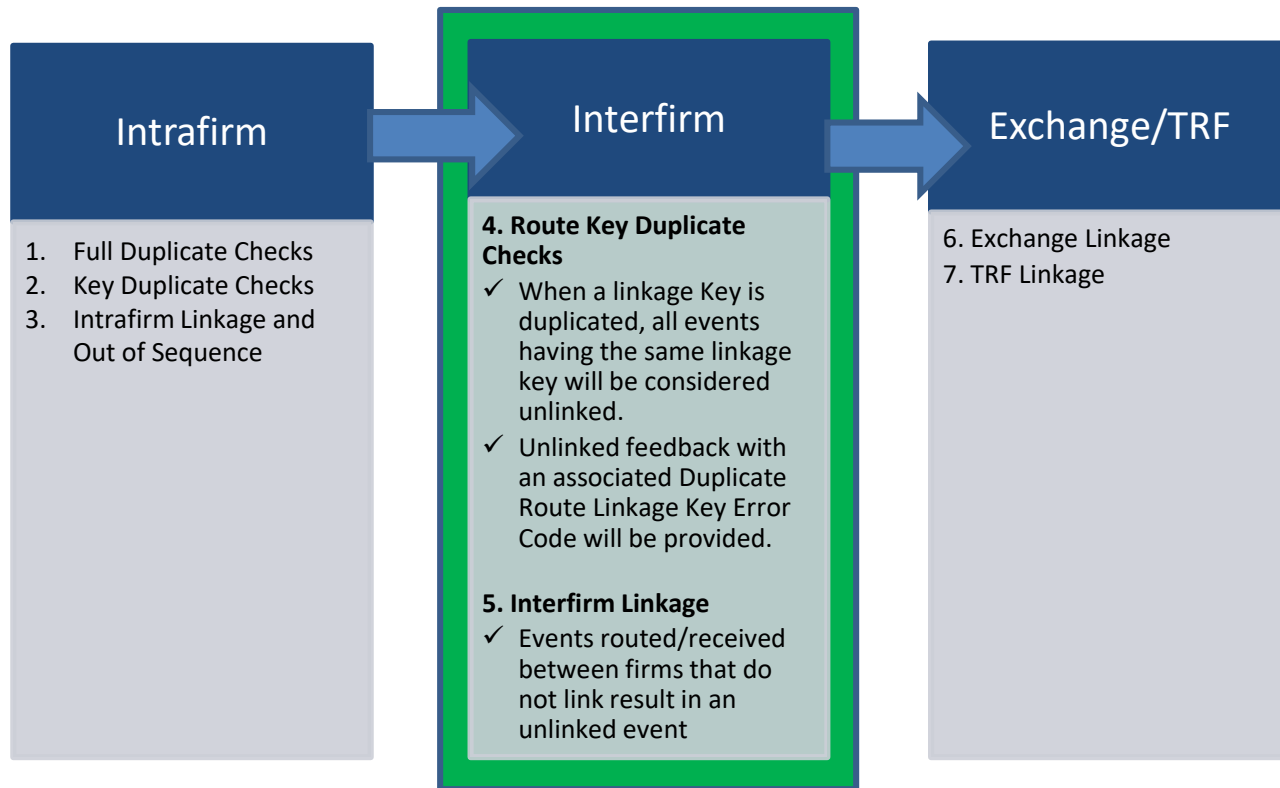 Intrafirm
1. Full Duplicate Checks
2. Key Duplicate Checks
3. Intrafirm Linkage and
Out of Sequence
Interfirm
4. Route Key Duplicate
Checks
✓ When a linkage Key is
duplicated, all events
having the same linkage
key will be considered
unlinked.
✓ Unlinked feedback with
an associated Duplicate
Route Linkage Key Error
Code will be provided.
5. Interfirm Linkage
✓ Events routed/received
between firms that do
not link result in an
unlinked event
Exchange/TRF
6. Exchange Linkage
7. TRF Linkage